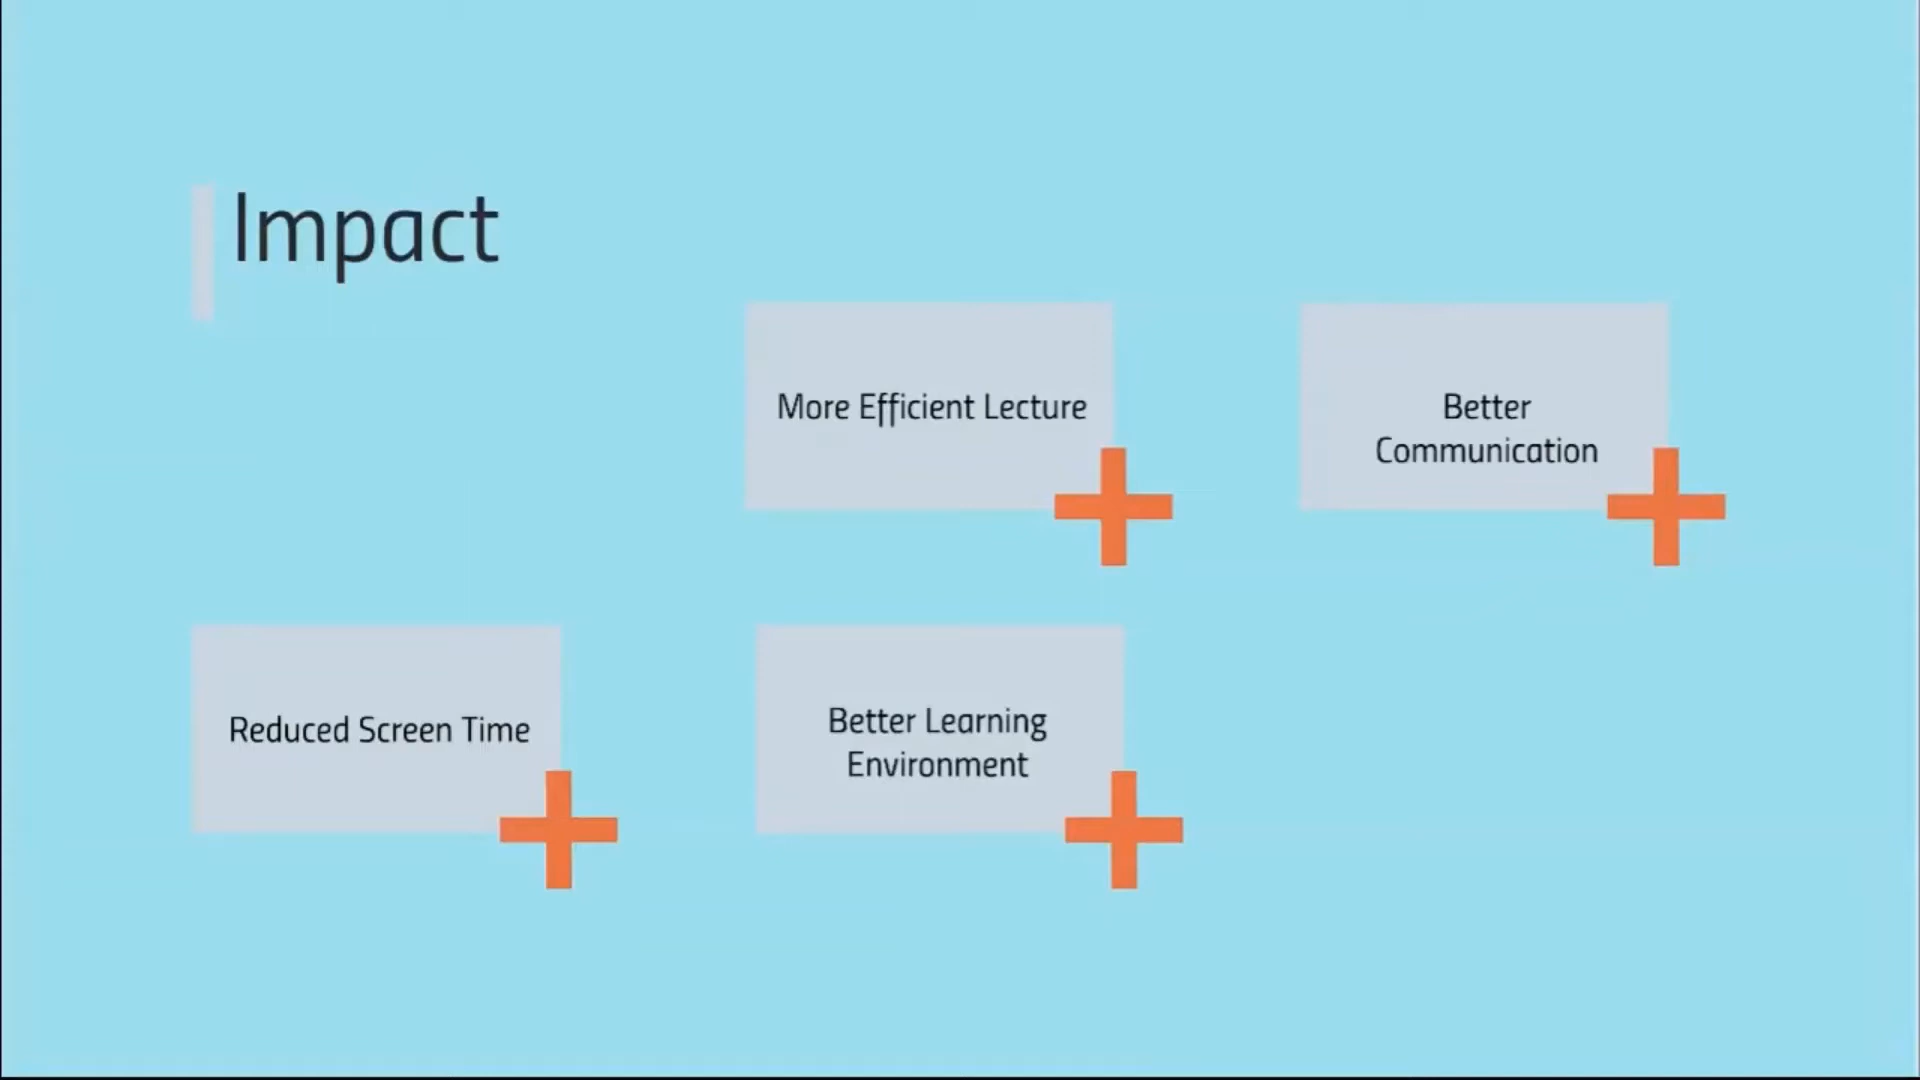 Impact
More Efficient Lecture
Better
Communication
Reduced Screen Time
Better Learning
Environment